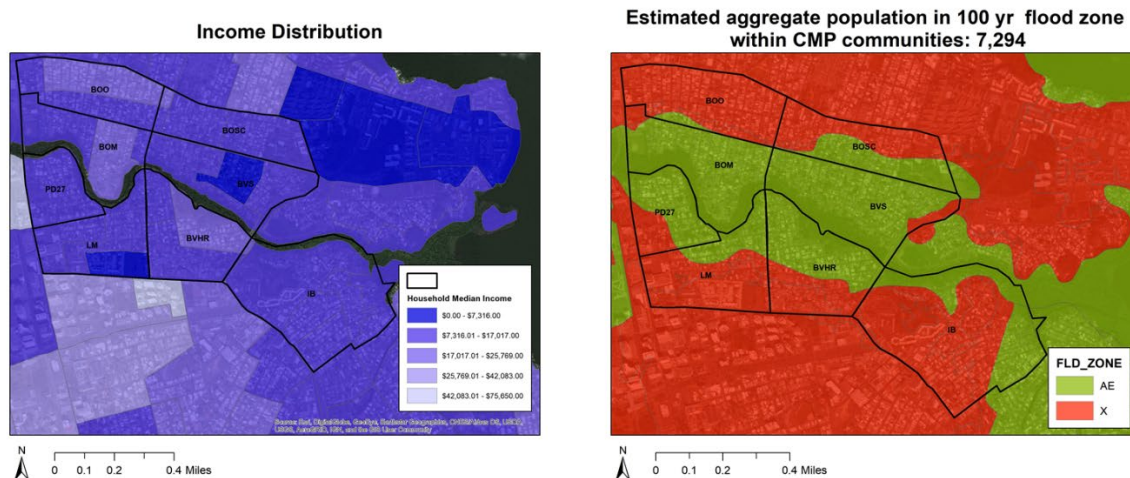 Income Distribution
BOO
BOSC
BOM
BVS
PD27
BVHR
LM
IB
Household Median Income
$0.00 - $7,316.00
$7,316.01 - $17,017.00
$17,017.01 - $25,769.00
$25,769.01 - $42,083.00
$42,083.01 - $75,650.00
N
0 0.1 0.2 0.4 Miles
Estimated aggregate population in 100 yr flood zone
within CMP communities: 7,294
BOO
BOSC
BOM
BVS
PD27
BVHR
LM
IB
FLD_ZONE
AE
X
N
0 0.1 0.2 0.4 Miles